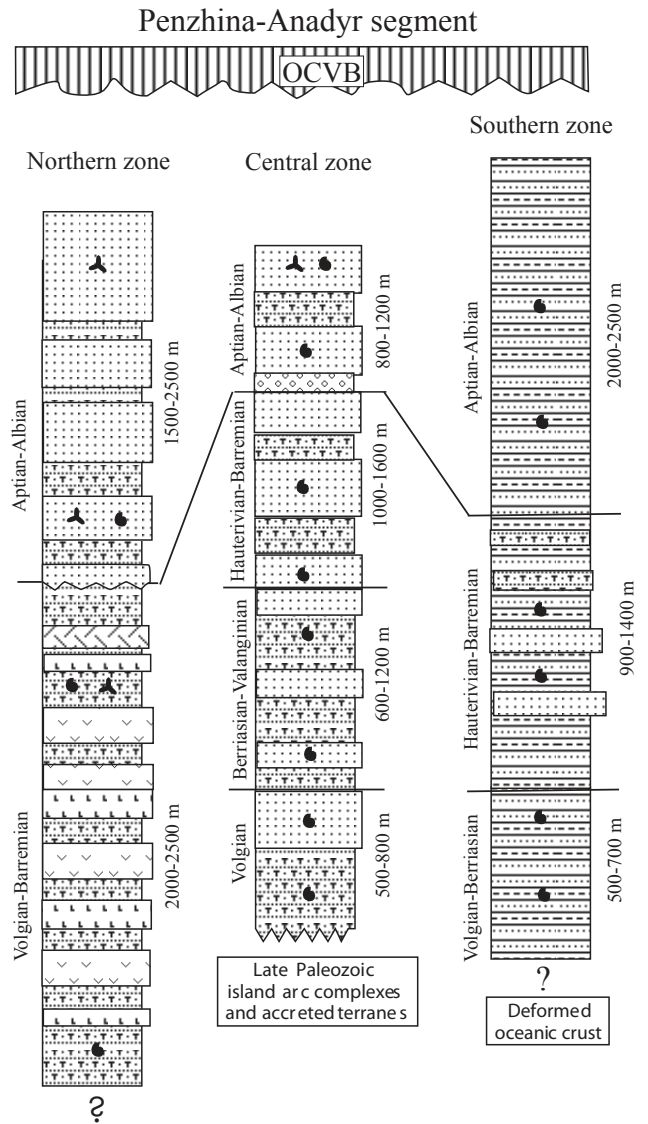 Penzhina-Anadyr segment
OCVB
Northern zone
Central zone
Southern zone
Aptian-Albian
1500-2500 m
Volgian-Barremian
2000-2500 m
?
Aptian-Albian
800-1200 m
Hauterivian-Barremian
1000-1600 m
Berriasian-Valanginian
600-1200 m
Volgian
500-800 m
Late Paleozoic
island arc complexes
and accreted terranes
Aptian-Albian
2000-2500 m
Hauterivian-Barremian
900-1400 m
Volgian-Berriasian
500-700 m
?
Deformed
oceanic crust